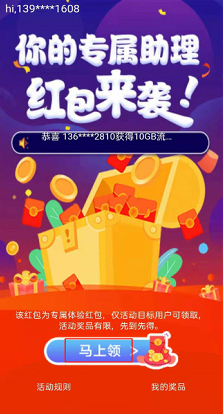 hi,139****1608
你的专属助理
红包来袭!
恭喜 136****2810获得10GB流...
该红包为专属体验红包，仅活动目标用户可领取，
活动奖品有限，先到先得。
马上领
活动规则 我的奖品